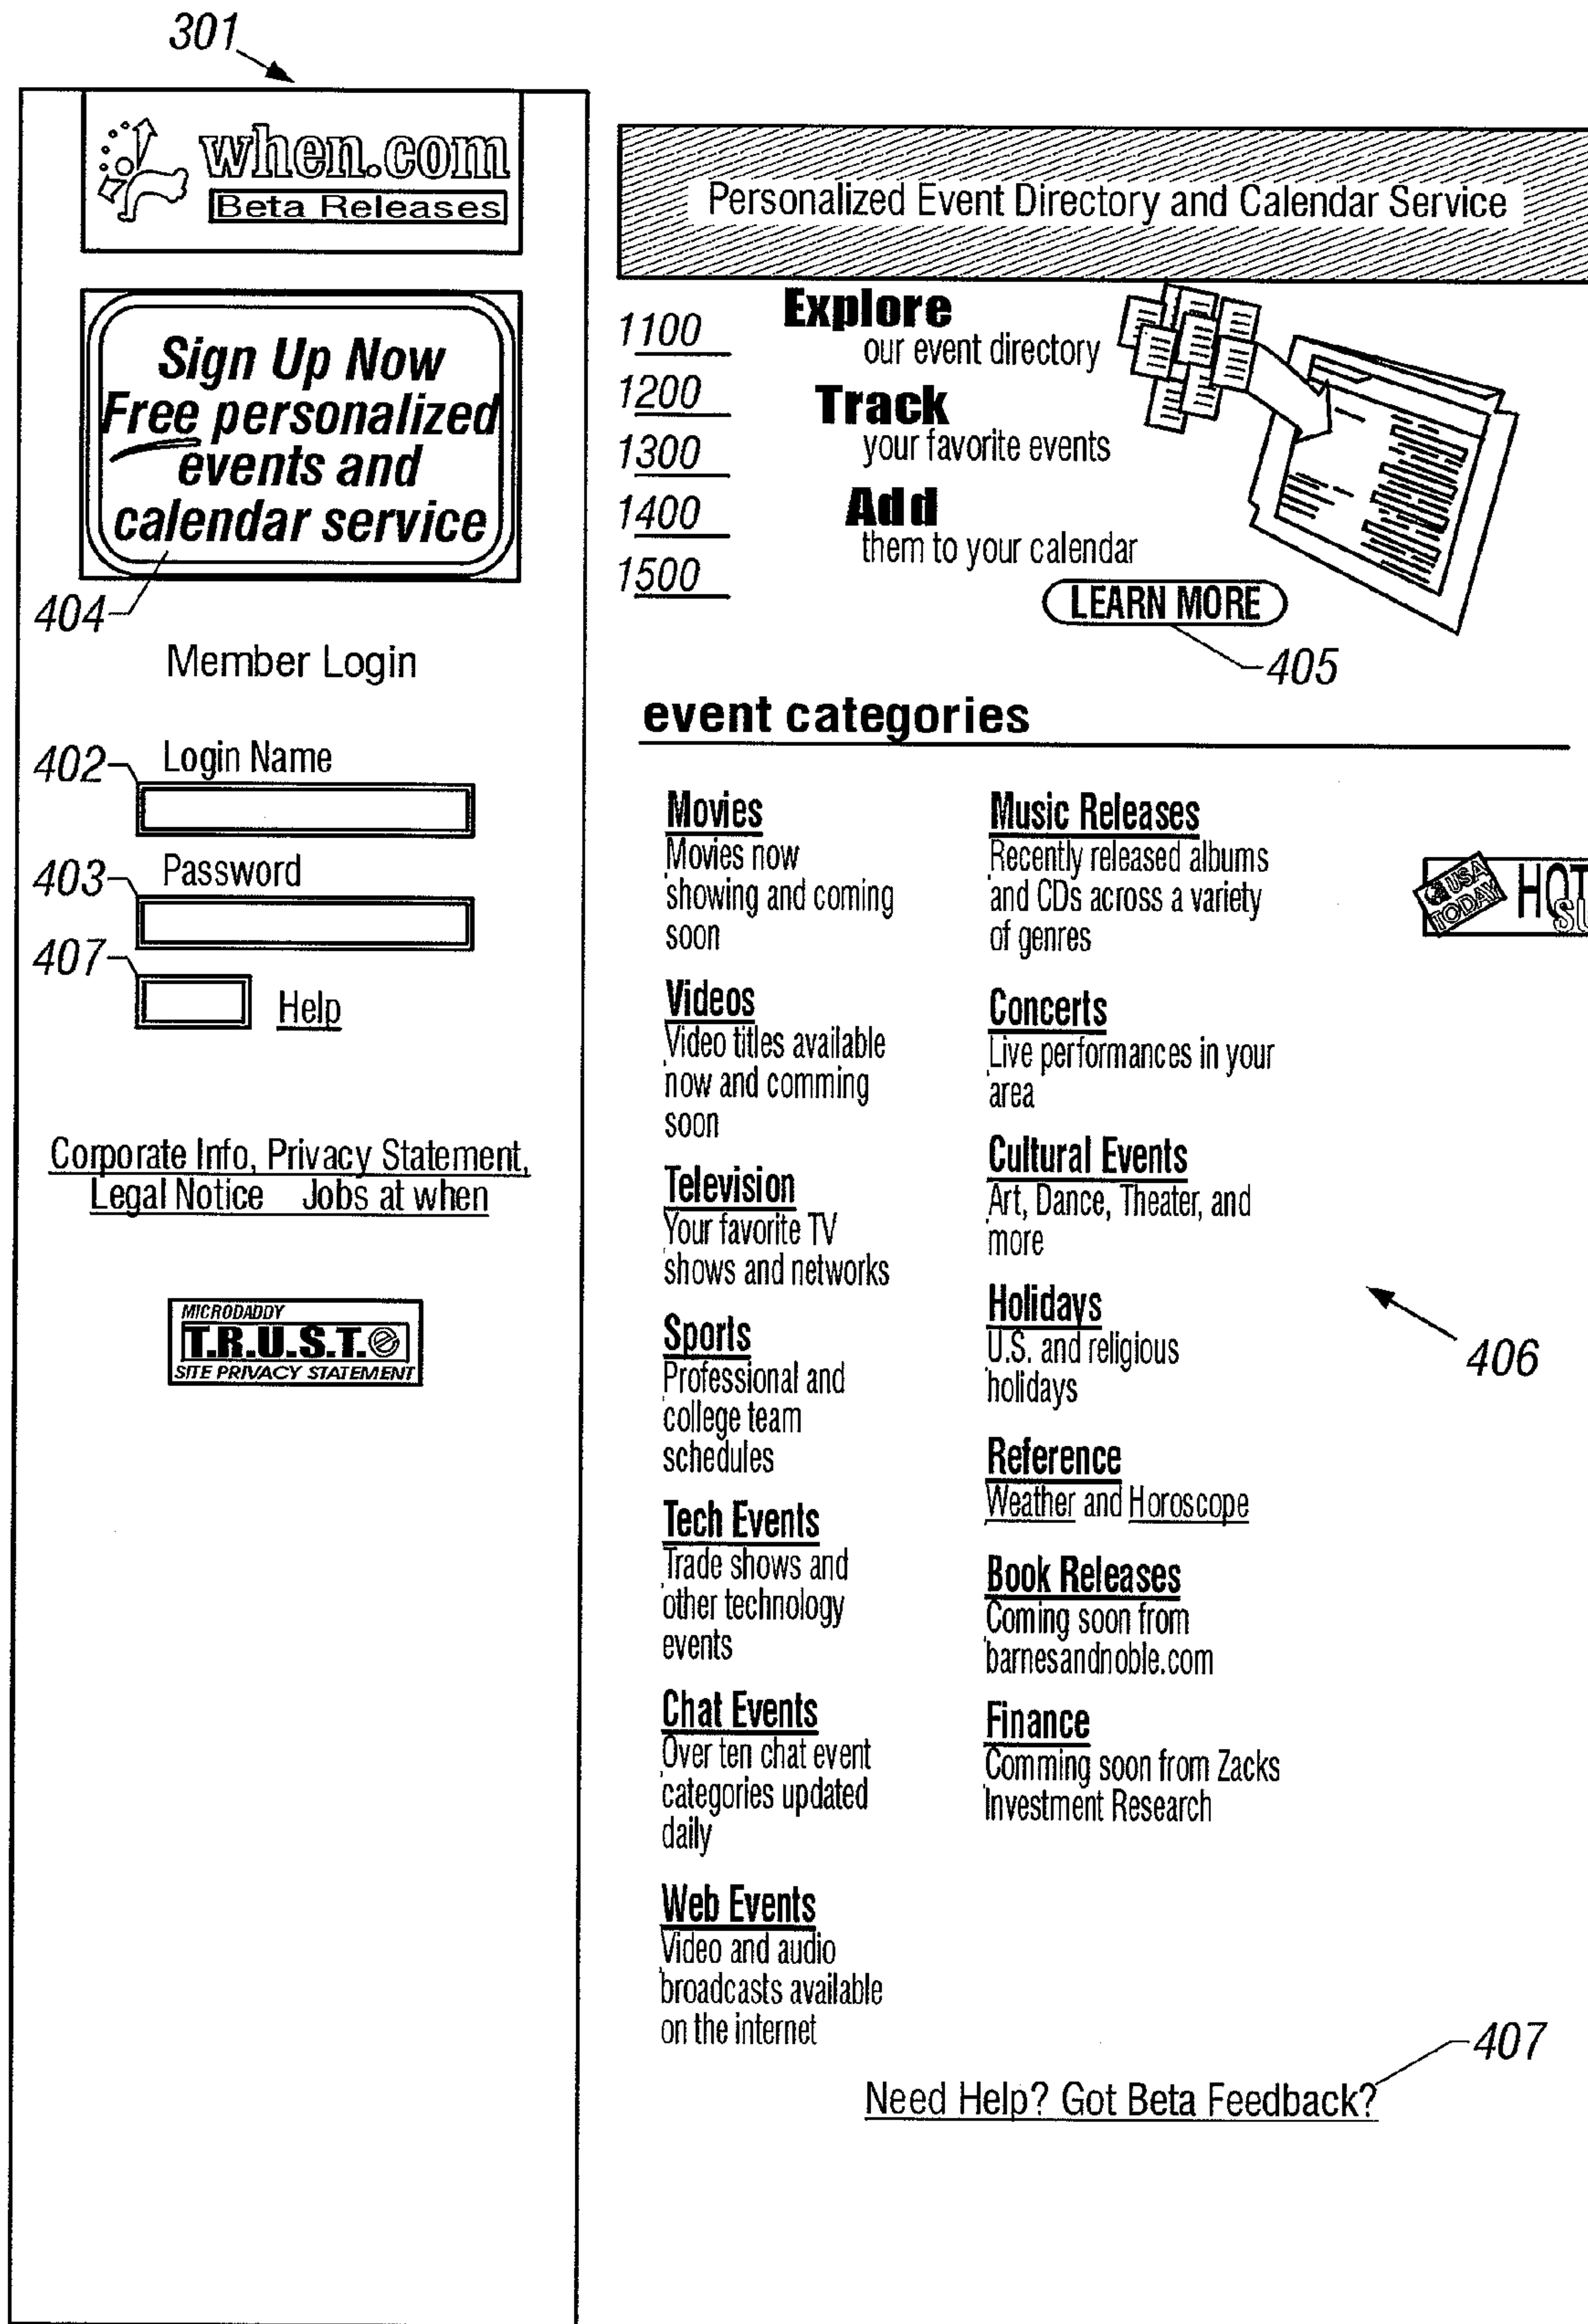 301
when.com
Beta Releases
Sign Up Now
Free personalized
events and
calendar service
404
Member Login
402
Login Name
403
Password
407
Help
Corporate Info, Privacy Statement,
Legal Notice Jobs at when
MICRODADDY
T.R.U.S.T.e
SITE PRIVACY STATEMENT
Personalized Event Directory and Calendar Service
1100
1200
1300
1400
1500
Explore
our event directory
Track
your favorite events
Add
them to your calendar
LEARN MORE
405
event categories
Movies
Movies now
showing and coming
soon
Videos
Video titles available
now and comming
soon
Television
Your favorite TV
shows and networks
Sports
Professional and
college team
schedules
Tech Events
Trade shows and
other technology
events
Chat Events
Over ten chat event
categories updated
daily
Web Events
Video and audio
broadcasts available
on the internet
Music Releases
Recently released albums
and CDs across a variety
of genres
Concerts
Live performances in your
area
Cultural Events
Art, Dance, Theater, and
more
Holidays
U.S. and religious
holidays
Reference
Weather and Horoscope
Book Releases
Coming soon from
barnesandnoble.com
Finance
Comming soon from Zacks
Investment Research
USA
TODAY
HOT
406
407
Need Help? Got Beta Feedback?